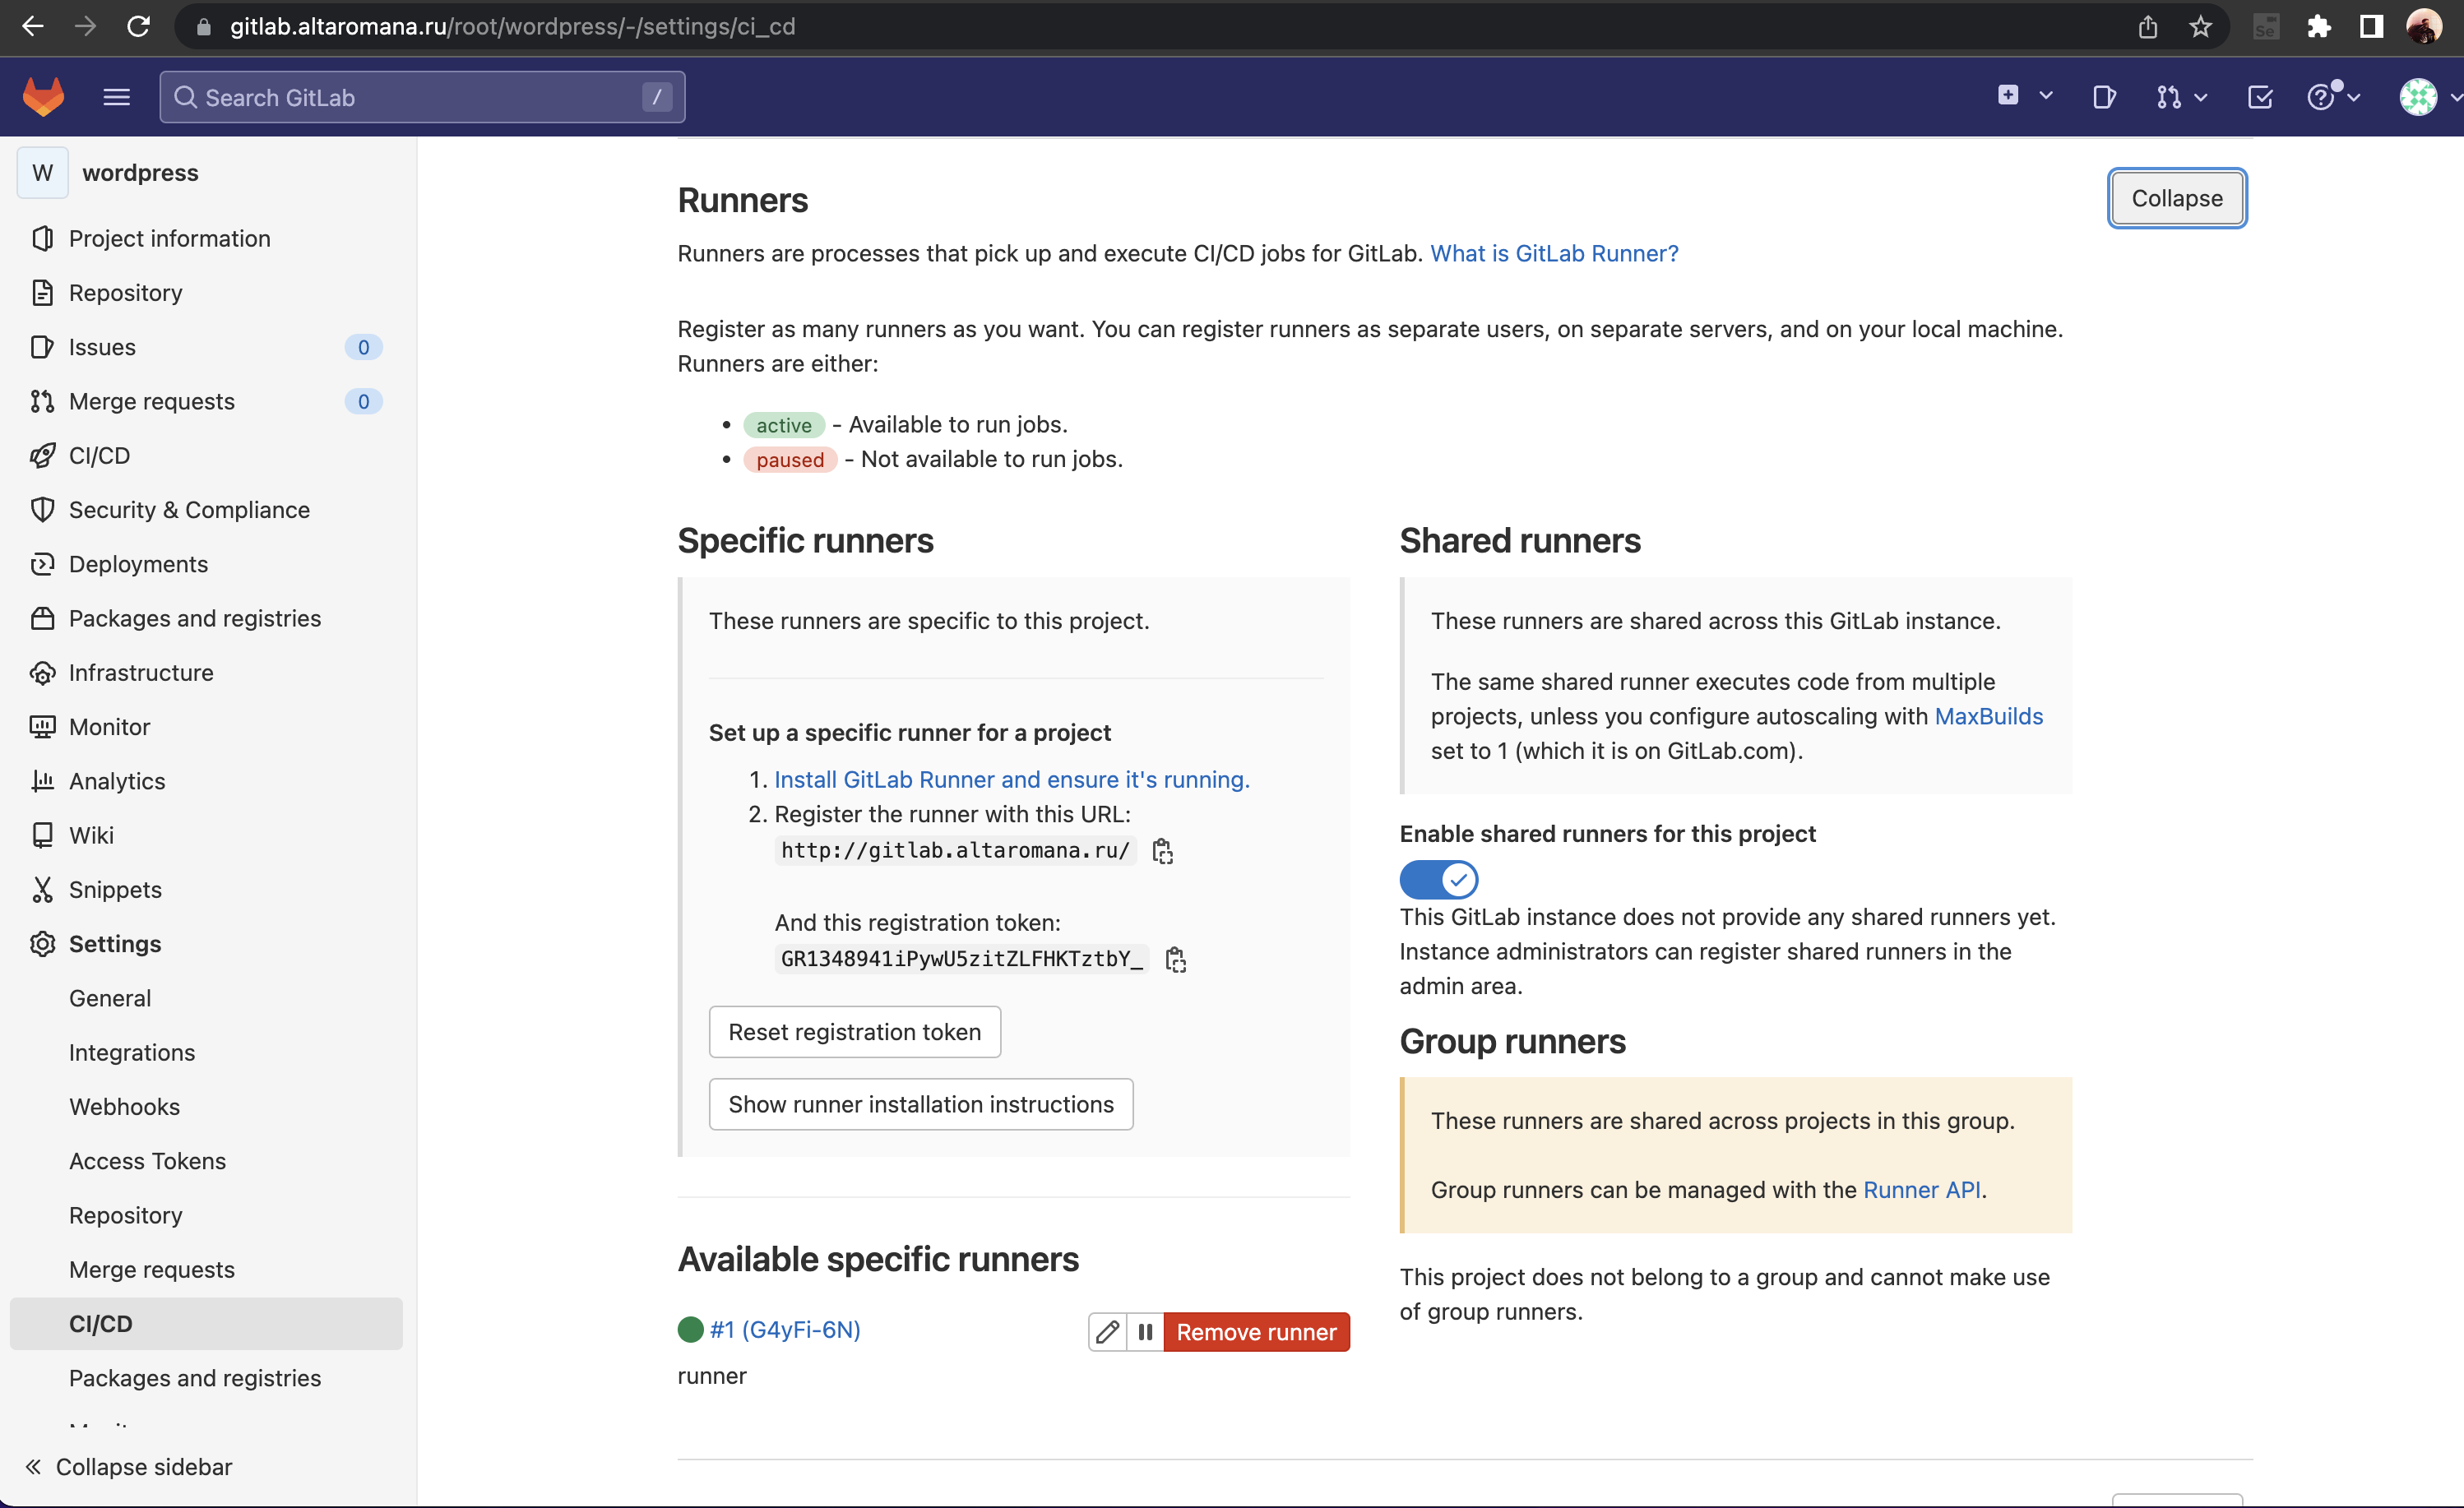 gitlab.altaromana.ru/root/wordpress/-/settings/ci_cd
Se
Search GitLab
/
W
wordpress
Project information
Repository
Issues
0
Merge requests
0
CI/CD
Security & Compliance
Deployments
Packages and registries
Infrastructure
Monitor
Analytics
Wiki
Snippets
Settings
General
Integrations
Webhooks
Access Tokens
Repository
Merge requests
CI/CD
Packages and registries
Collapse sidebar
Runners
Collapse
Runners are processes that pick up and execute CI/CD jobs for GitLab. What is GitLab Runner?
Register as many runners as you want. You can register runners as separate users, on separate servers, and on your local machine.
Runners are either:
• active - Available to run jobs.
• paused - Not available to run jobs.
Specific runners
These runners are specific to this project.
Set up a specific runner for a project
1. Install GitLab Runner and ensure it's running.
2. Register the runner with this URL:
http://gitlab.altaromana.ru/
And this registration token:
GR1348941iPywU5zitZLFHKTztbY_
Reset registration token
Show runner installation instructions
Available specific runners
#1 (G4yFi-6N)
Remove runner
runner
Shared runners
These runners are shared across this GitLab instance.
The same shared runner executes code from multiple
projects, unless you configure autoscaling with MaxBuilds
set to 1 (which it is on GitLab.com).
Enable shared runners for this project
This GitLab instance does not provide any shared runners yet.
Instance administrators can register shared runners in the
admin area.
Group runners
These runners are shared across projects in this group.
Group runners can be managed with the Runner API.
This project does not belong to a group and cannot make use
of group runners.